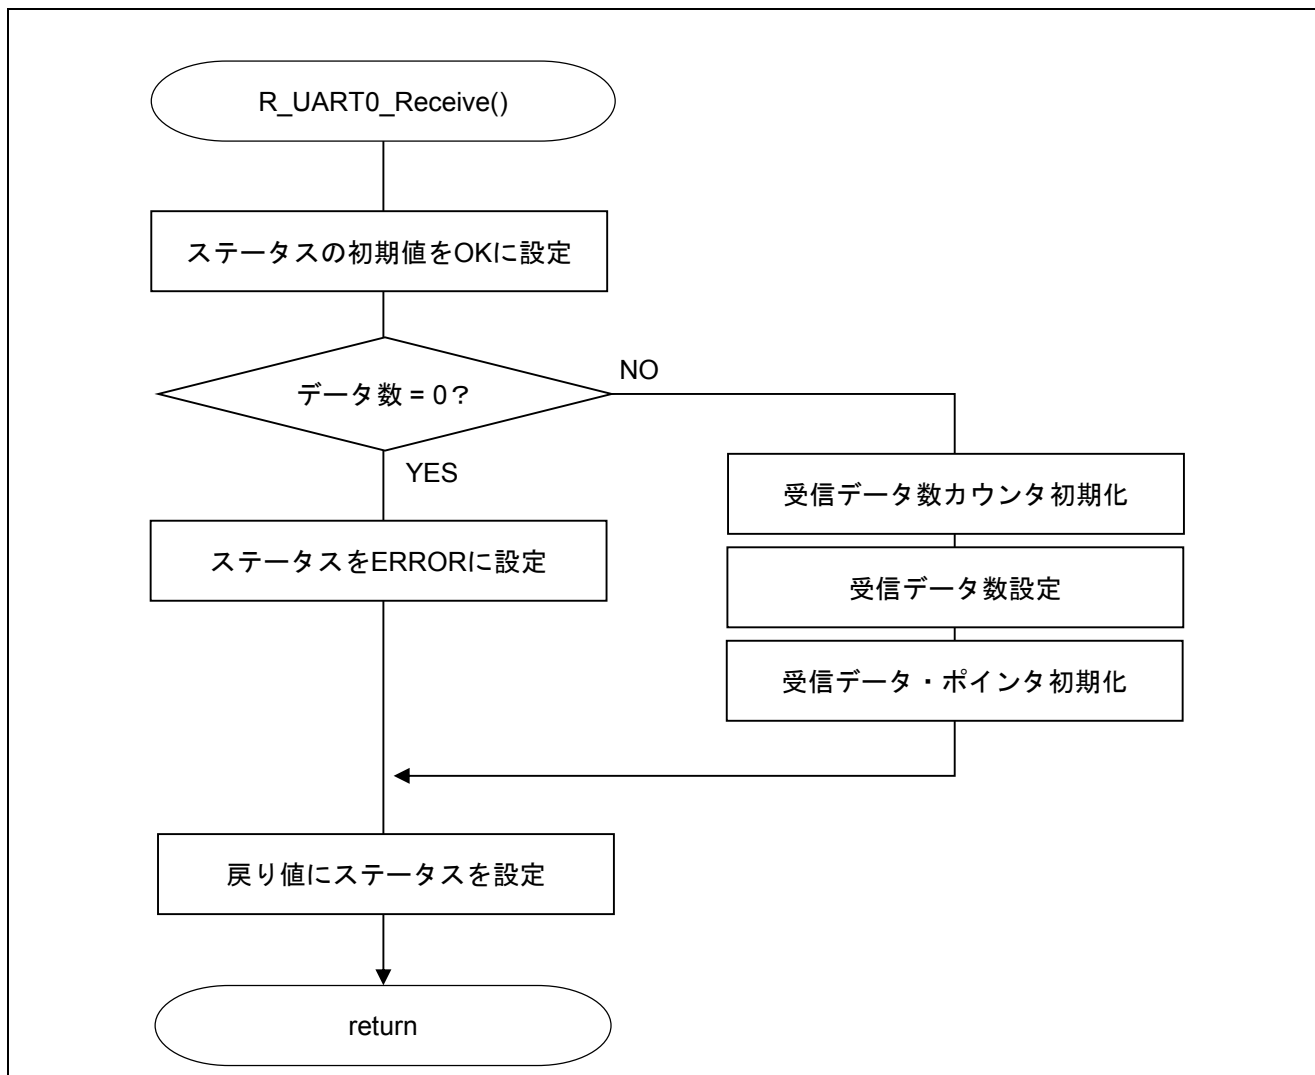 R_UART0_Receive()
ステータスの初期値をOKに設定
データ数 = 0？
NO
YES
受信データ数カウンタ初期化
ステータスをERRORに設定
受信データ数設定
受信データ・ポインタ初期化
戻り値にステータスを設定
return